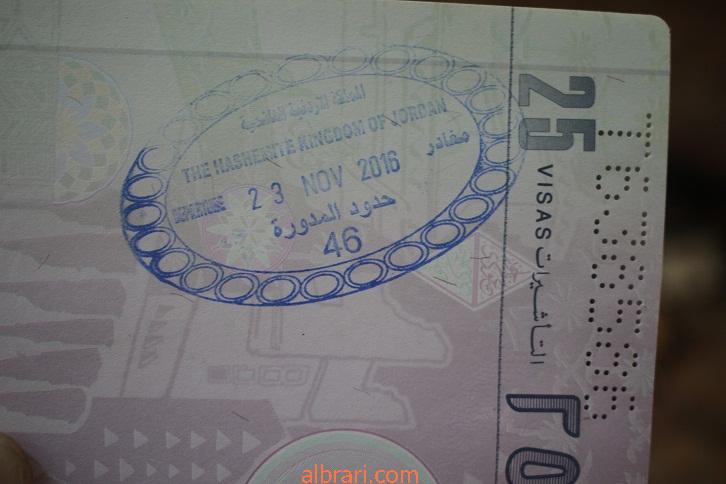 المملكة الاردنية الهاشمية
THE HASHEMITE KINGDOM OF JORDAN
مغادر
DEPARTURE 23 NOV 2016
حدود المدورة
46
25
VISAS التأشيرات
٢٥
albrari.com